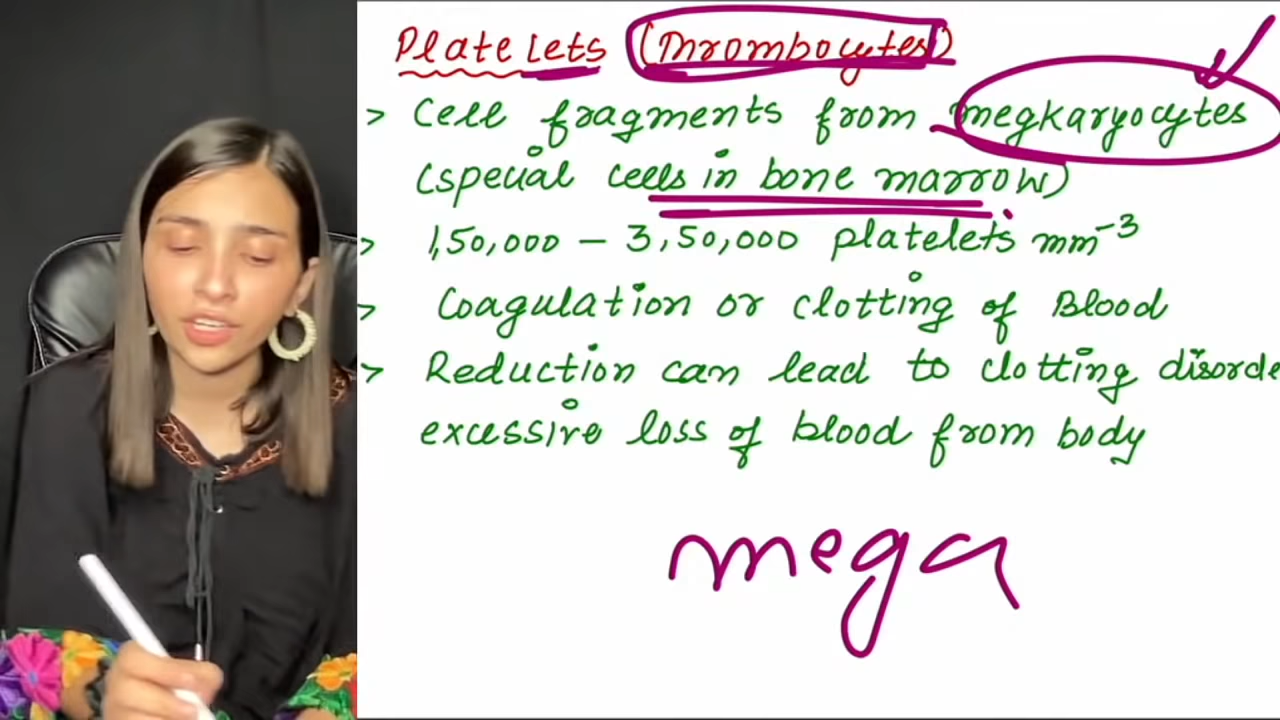 Platelets (Thrombocytes)
> Cell fragments from (megkaryocytes
(special cells in bone marrow)
> 1,50,000 – 3,50,000 platelets mm⁻³
> Coagulation or clotting of Blood
> Reduction can lead to clotting disorde
excessive loss of blood from body
mega